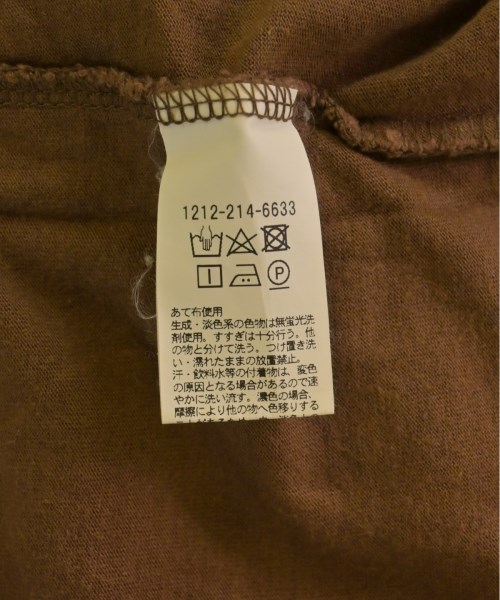 1212-214-6633
P
あて布使用
生成・淡色系の色物は無蛍光洗
剤使用。すすぎは十分行う。他
の物と分けて洗う。つけ置き洗
い・濡れたままの放置禁止。
汗・飲料水等の付着物は、変色
の原因となる場合があるので速
やかに洗い流す。濃色の場合、
摩擦により他の物へ色移りする